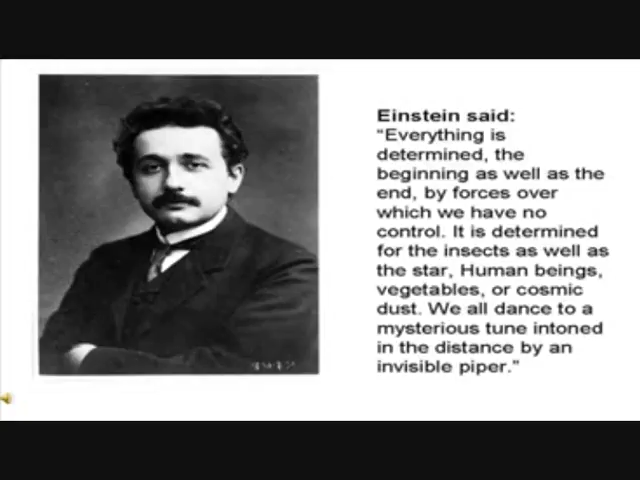 Einstein said:
"Everything is
determined, the
beginning as well as the
end, by forces over
which we have no
control. It is determined
for the insects as well as
the star, Human beings,
vegetables, or cosmic
dust. We all dance to a
mysterious tune intoned
in the distance by an
invisible piper."